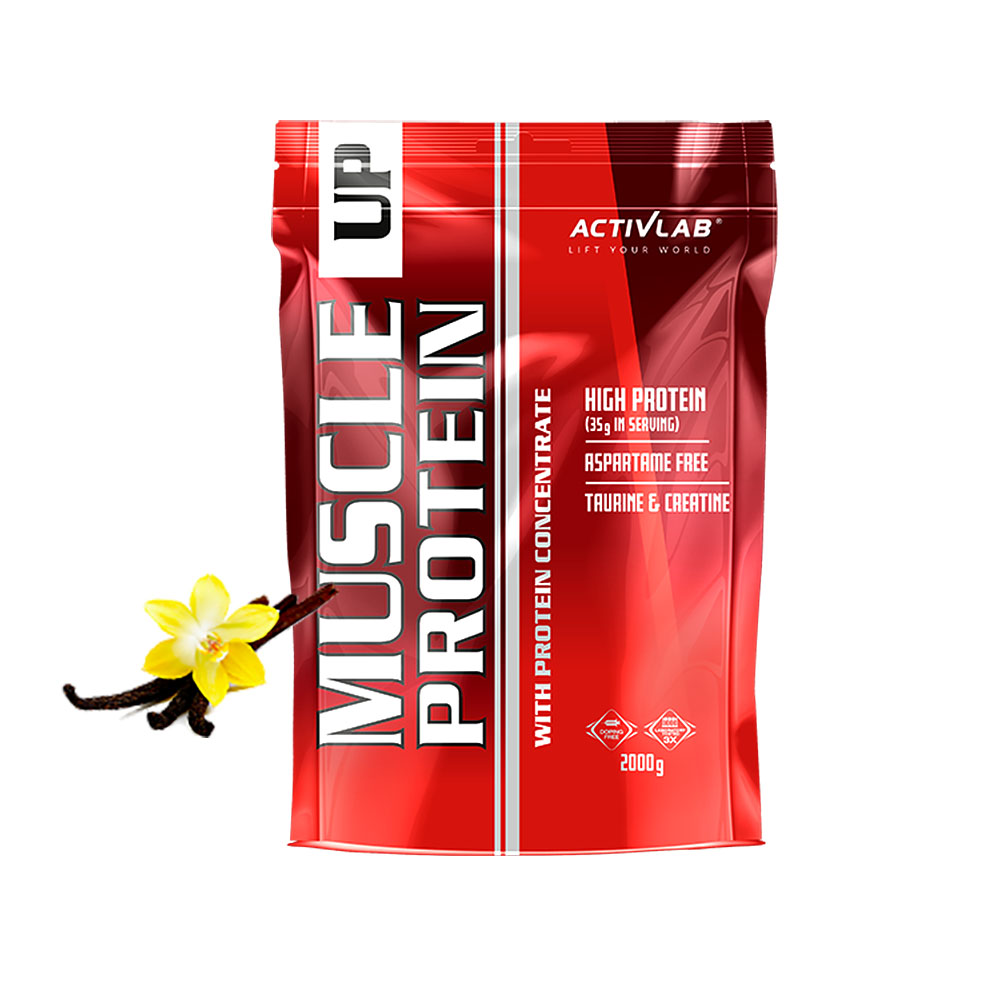 MUSCLE UP
PROTEIN
WITH PROTEIN CONCENTRATE
ACTIVLAB®
LIFT YOUR WORLD
HIGH PROTEIN
(35g IN SERVING)
ASPARTAME FREE
TAURINE & CREATINE
DOPING
FREE
3X
2000g